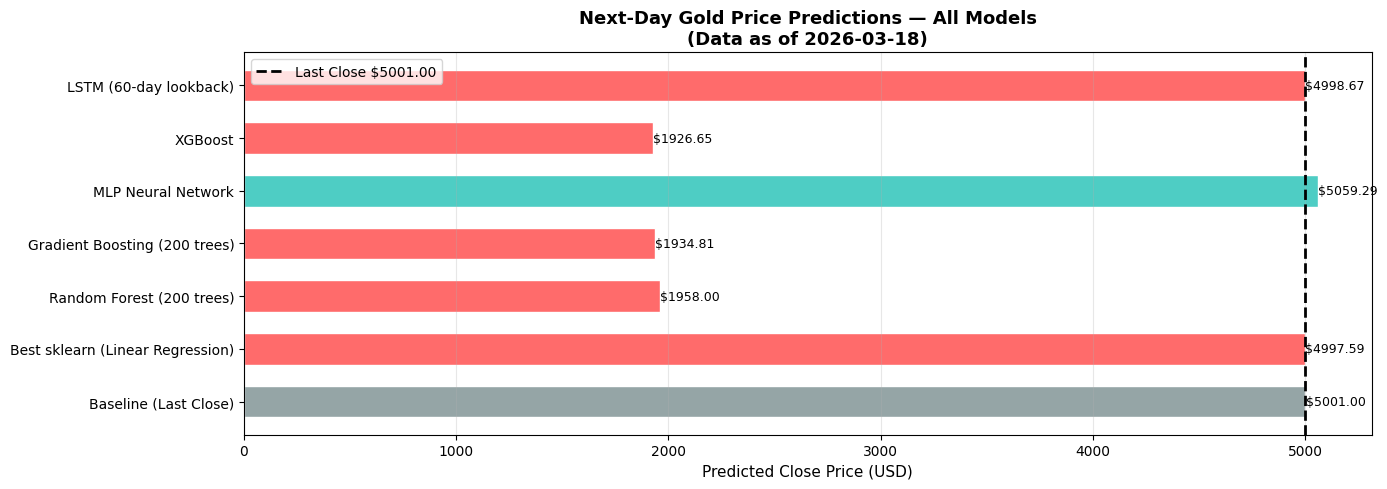 Next-Day Gold Price Predictions — All Models
(Data as of 2026-03-18)
Last Close $5001.00
LSTM (60-day lookback)
$4998.67
XGBoost
$1926.65
MLP Neural Network
$5059.29
Gradient Boosting (200 trees)
$1934.81
Random Forest (200 trees)
$1958.00
Best sklearn (Linear Regression)
$4997.59
Baseline (Last Close)
$5001.00
0 1000 2000 3000 4000 5000
Predicted Close Price (USD)